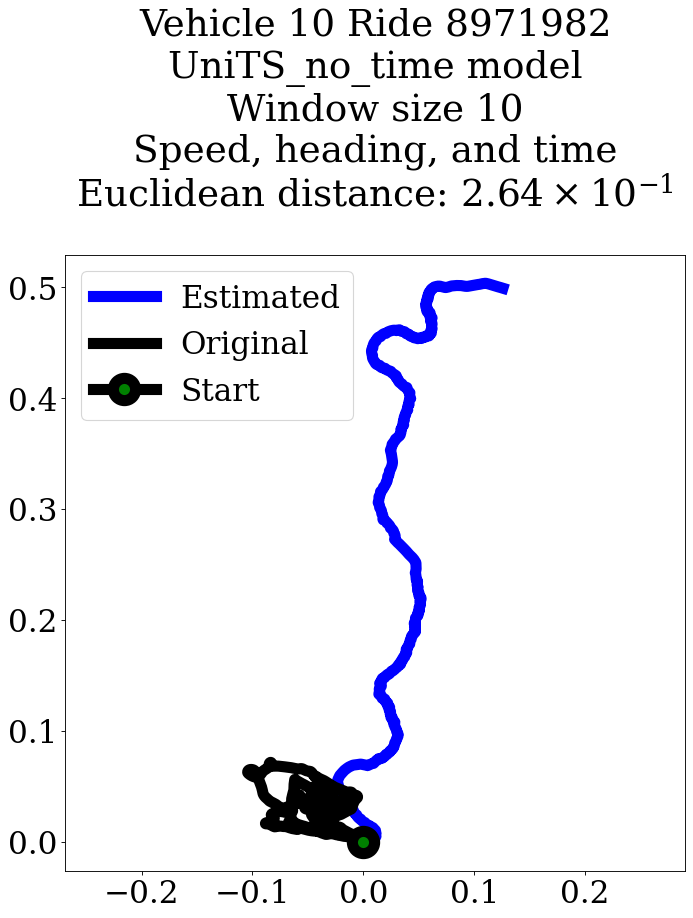 Vehicle 10 Ride 8971982
UniTS_no_time model
Window size 10
Speed, heading, and time
Euclidean distance: 2.64 × 10⁻¹
Estimated
Original
Start
0.5
0.4
0.3
0.2
0.1
0.0
−0.2 −0.1 0.0 0.1 0.2